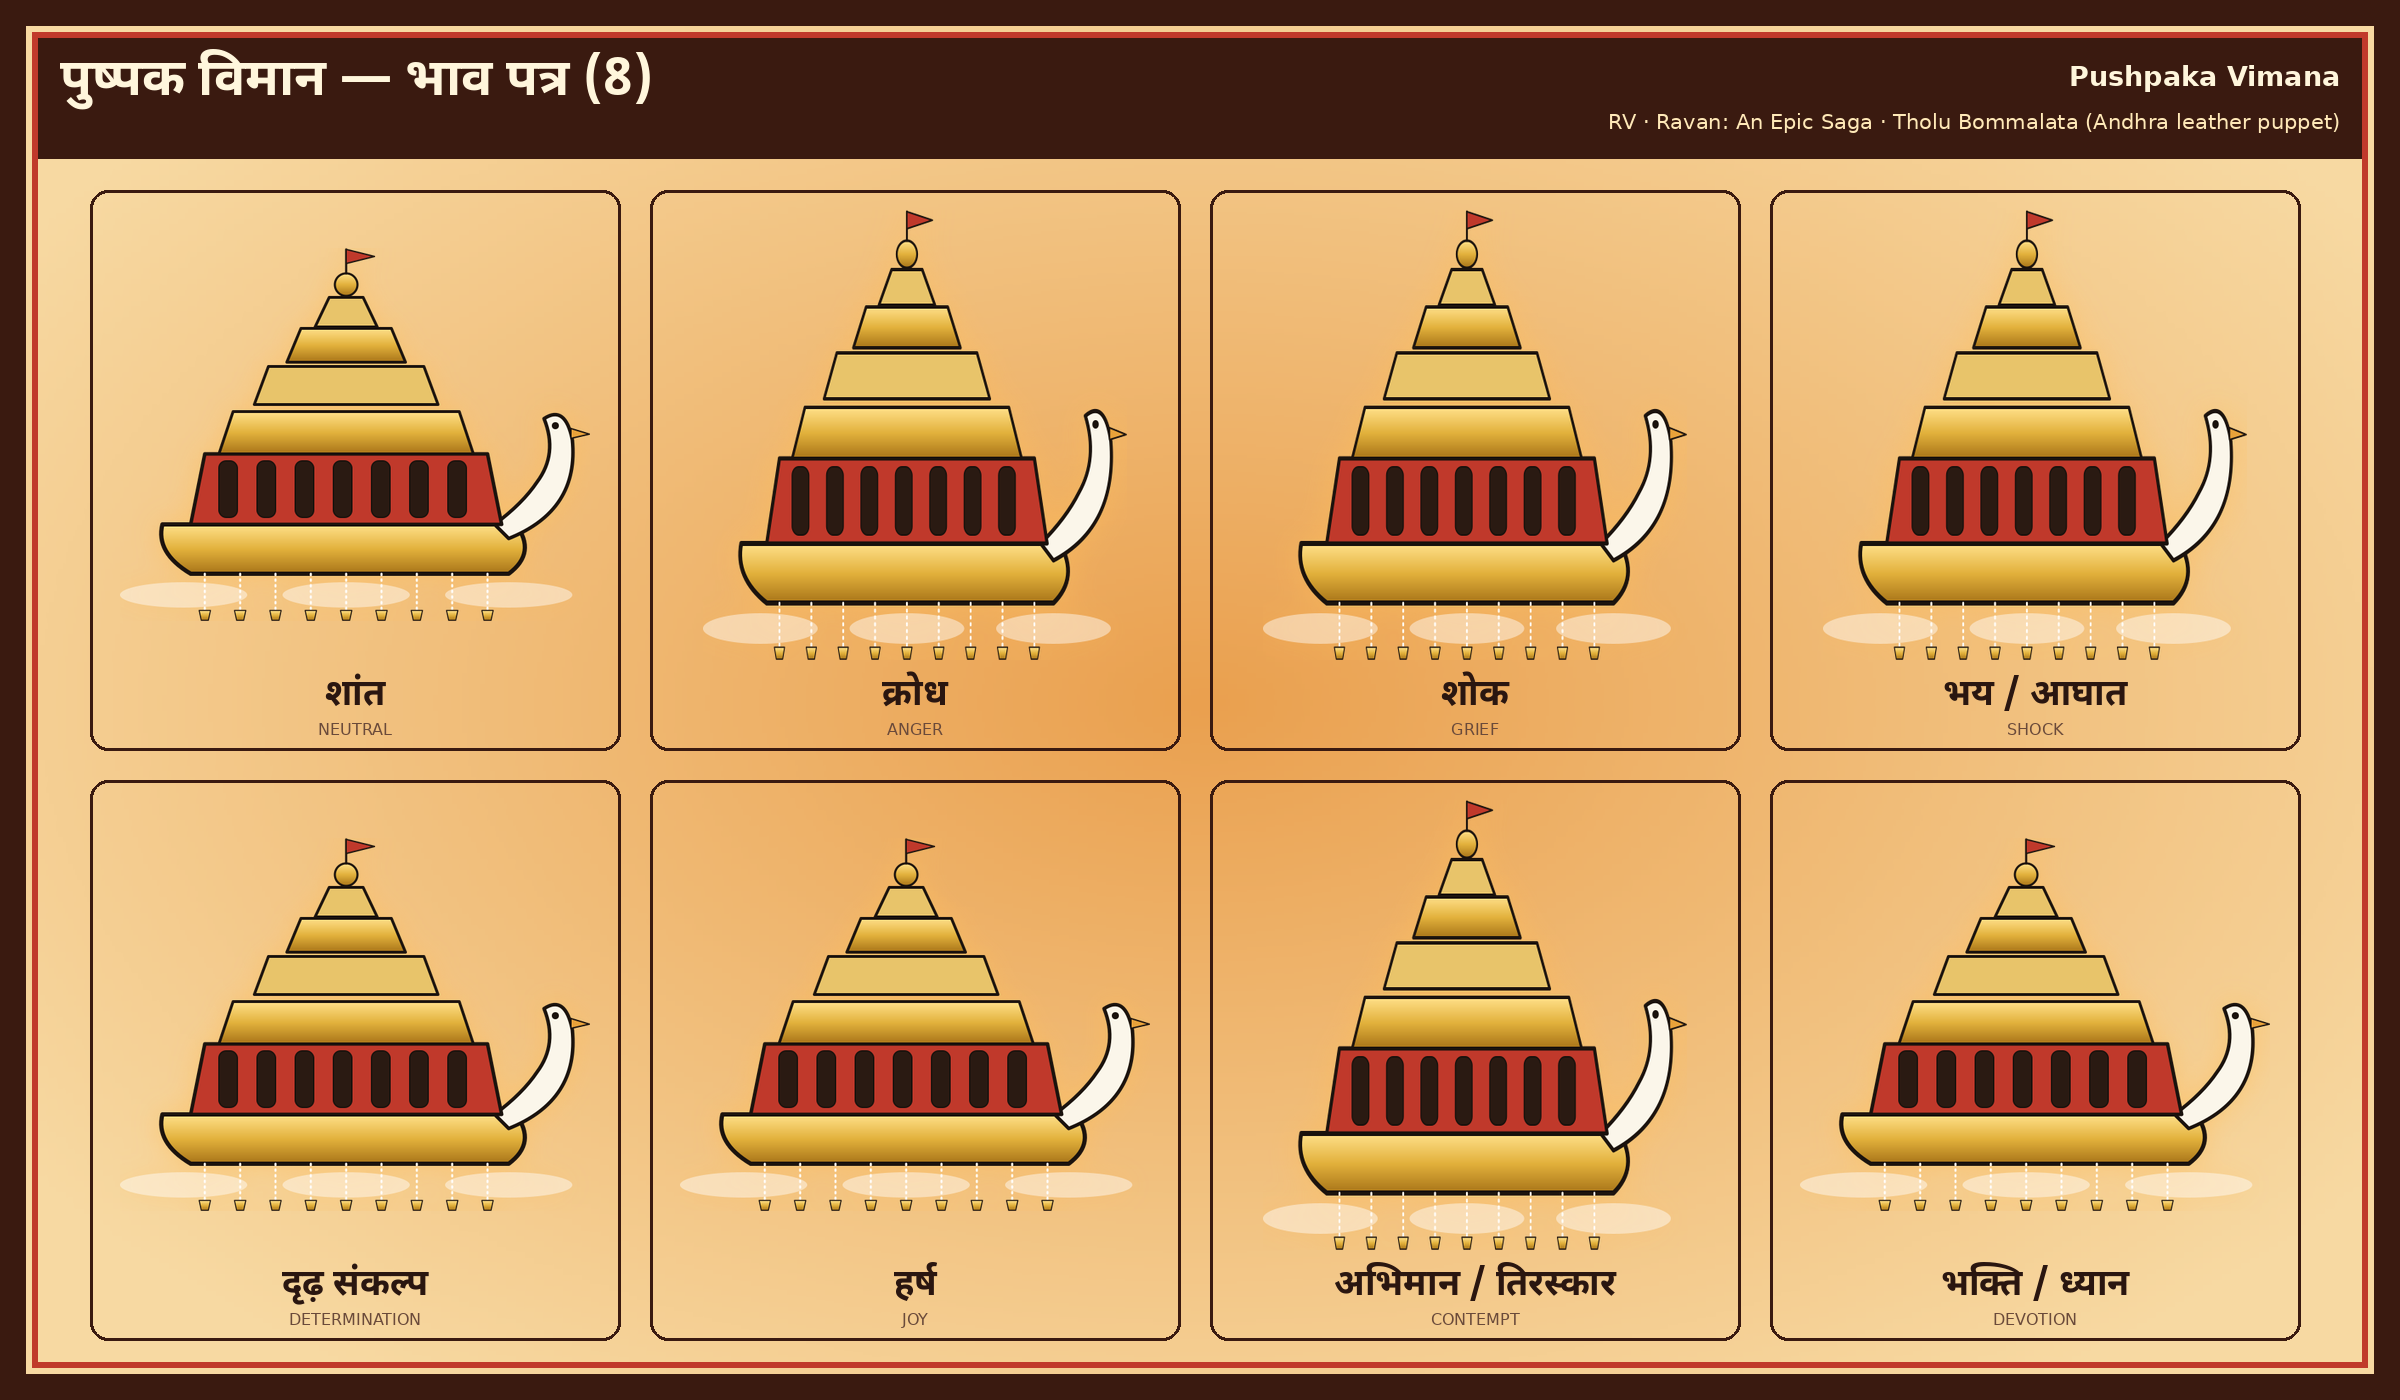 पुष्पक विमान — भाव पत्र (8)
Pushpaka Vimana
RV · Ravan: An Epic Saga · Tholu Bommalata (Andhra leather puppet)
शांत
NEUTRAL
क्रोध
ANGER
शोक
GRIEF
भय / आघात
SHOCK
दृढ़ संकल्प
DETERMINATION
हर्ष
JOY
अभिमान / तिरस्कार
CONTEMPT
भक्ति / ध्यान
DEVOTION